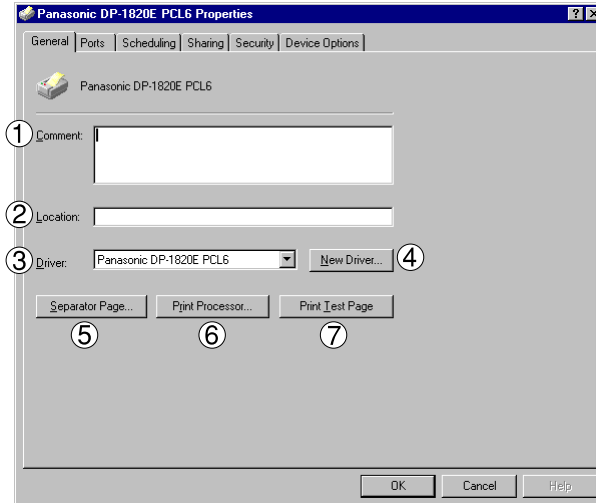 Panasonic DP-1820E PCL6 Properties
General Ports Scheduling Sharing Security Device Options
Panasonic DP-1820E PCL6
① Comment:
② Location:
③ Driver: Panasonic DP-1820E PCL6 New Driver... ④
Separator Page... Print Processor... Print Test Page
⑤ ⑥ ⑦
OK Cancel Help